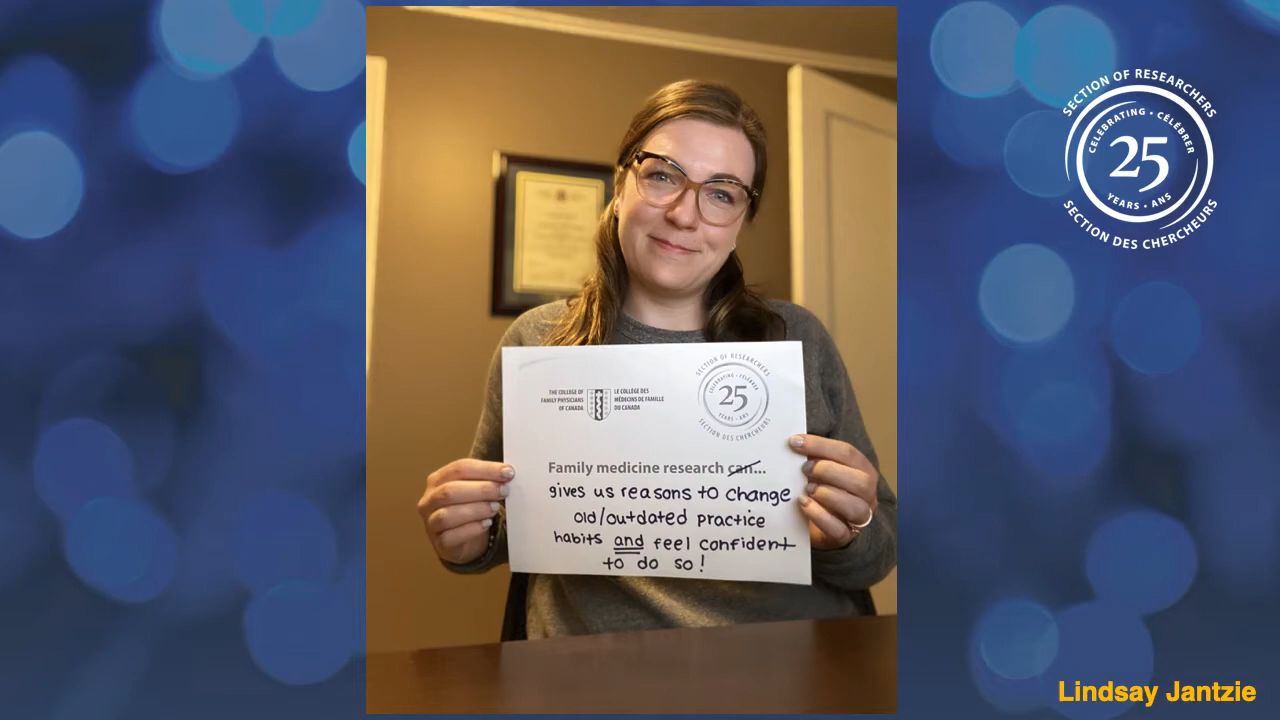 SECTION OF RESEARCHERS
CELEBRATING • CÉLÉBRER
25
YEARS • ANS
SECTION DES CHERCHEURS
THE COLLEGE OF
FAMILY PHYSICIANS
OF CANADA
LE COLLÈGE DES
MÉDECINS DE FAMILLE
DU CANADA
SECTION OF RESEARCHERS
CELEBRATING • CÉLÉBRER
25
YEARS • ANS
SECTION DES CHERCHEURS
Family medicine research can...
gives us reasons to change
old/outdated practice
habits and feel confident
to do so!
Lindsay Jantzie